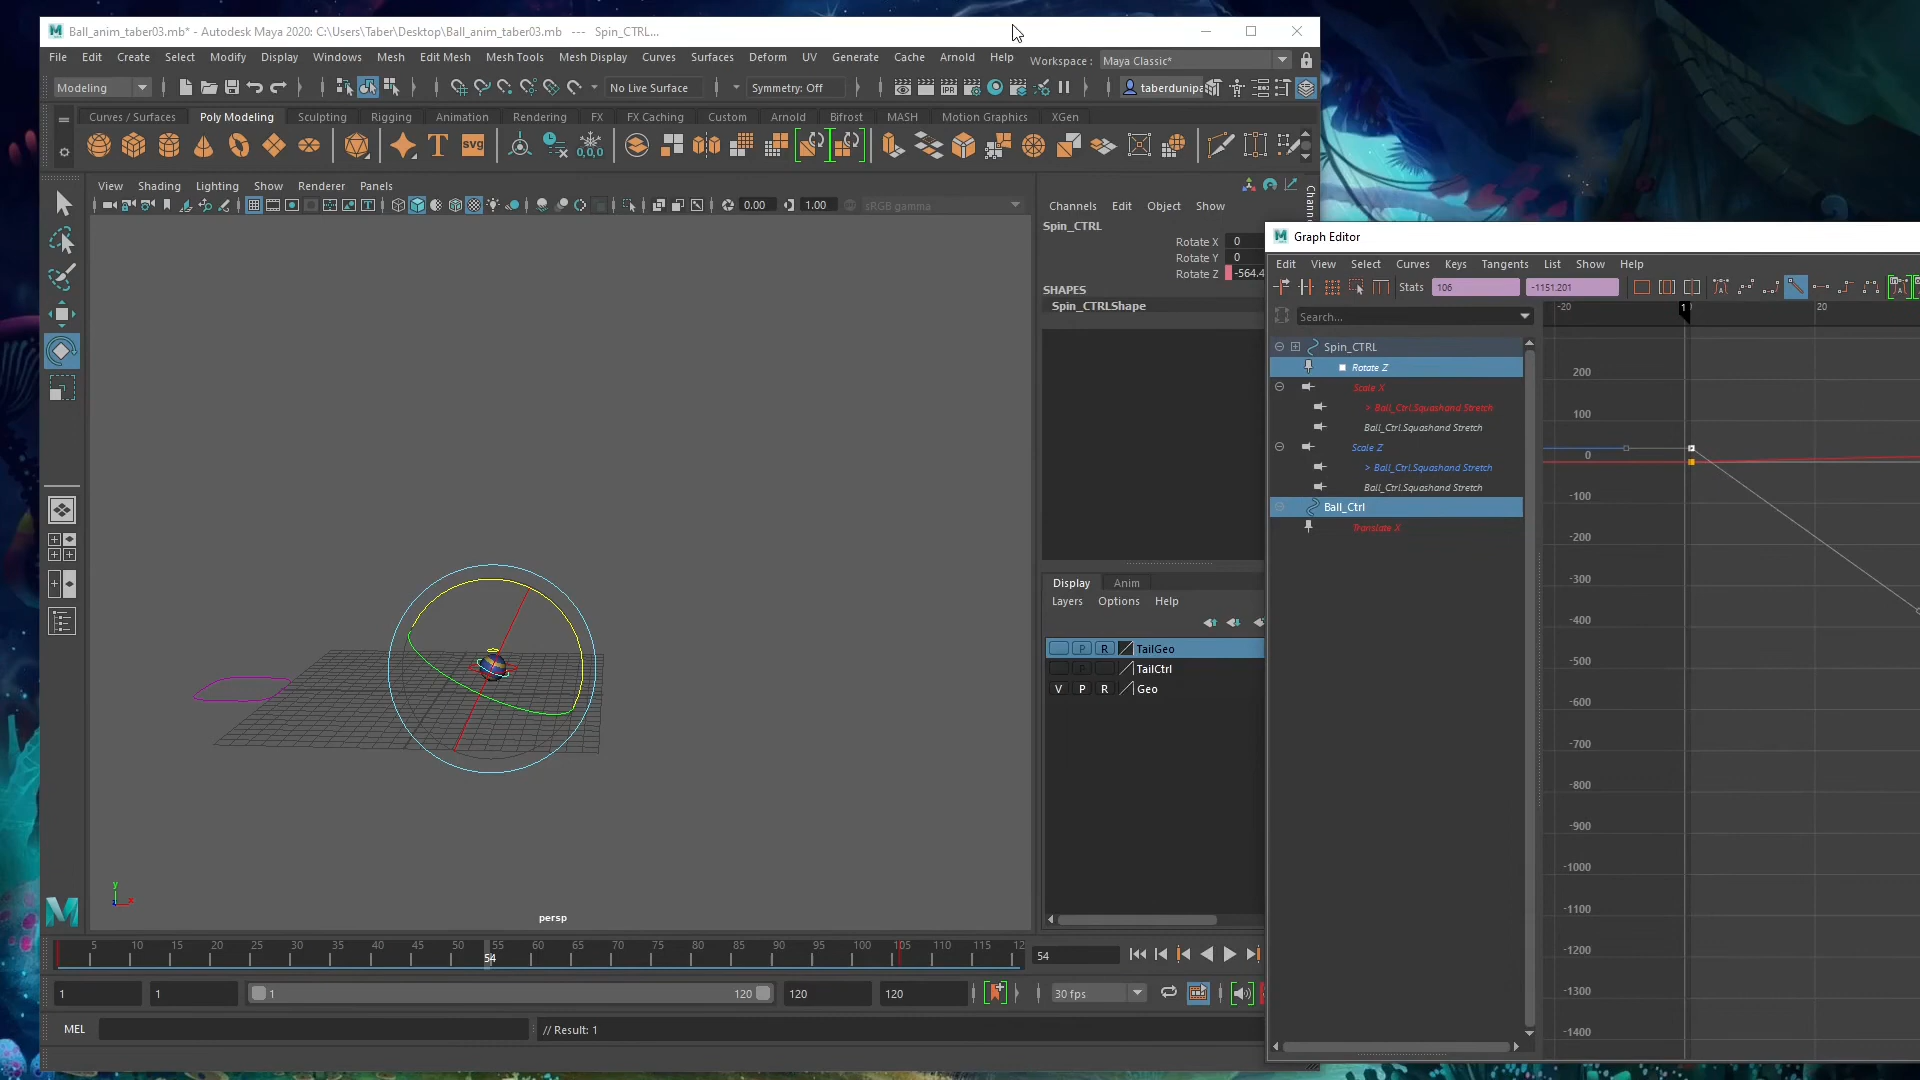 Ball_anim_taber03.mb* - Autodesk Maya 2020: C:\Users\Taber\Desktop\Ball_anim_taber03.mb --- Spin_CTRL...
File Edit Create Select Modify Display Windows Mesh Edit Mesh Mesh Tools Mesh Display Curves Surfaces Deform UV Generate Cache Arnold Help Workspace : Maya Classic*
Modeling No Live Surface Symmetry: Off taberdunipa
Curves / Surfaces Poly Modeling Sculpting Rigging Animation Rendering FX FX Caching Custom Arnold Bifrost MASH Motion Graphics XGen
T svg 0,0,0 IPR
View Shading Lighting Show Renderer Panels
0.00 1.00 sRGB gamma
persp
y
x
Channels Edit Object Show
Spin_CTRL
Rotate X 0
Rotate Y 0
Rotate Z -564.4
SHAPES
Spin_CTRLShape
Display Anim
Layers Options Help
P R TailGeo
P TailCtrl
V P R Geo
5 10 15 20 25 30 35 40 45 50 55 60 65 70 75 80 85 90 95 100 105 110 115 12
54
54
1 1 1 120 120 120 30 fps
MEL // Result: 1
Graph Editor
Edit View Select Curves Keys Tangents List Show Help
Stats 106 -1151.201
Search...
Spin_CTRL
Rotate Z
Scale X
> Ball_Ctrl.Squashand Stretch
Ball_Ctrl.Squashand Stretch
Scale Z
> Ball_Ctrl.Squashand Stretch
Ball_Ctrl.Squashand Stretch
Ball_Ctrl
Translate X
-20 1 20
200
100
0
-100
-200
-300
-400
-500
-600
-700
-800
-900
-1000
-1100
-1200
-1300
-1400